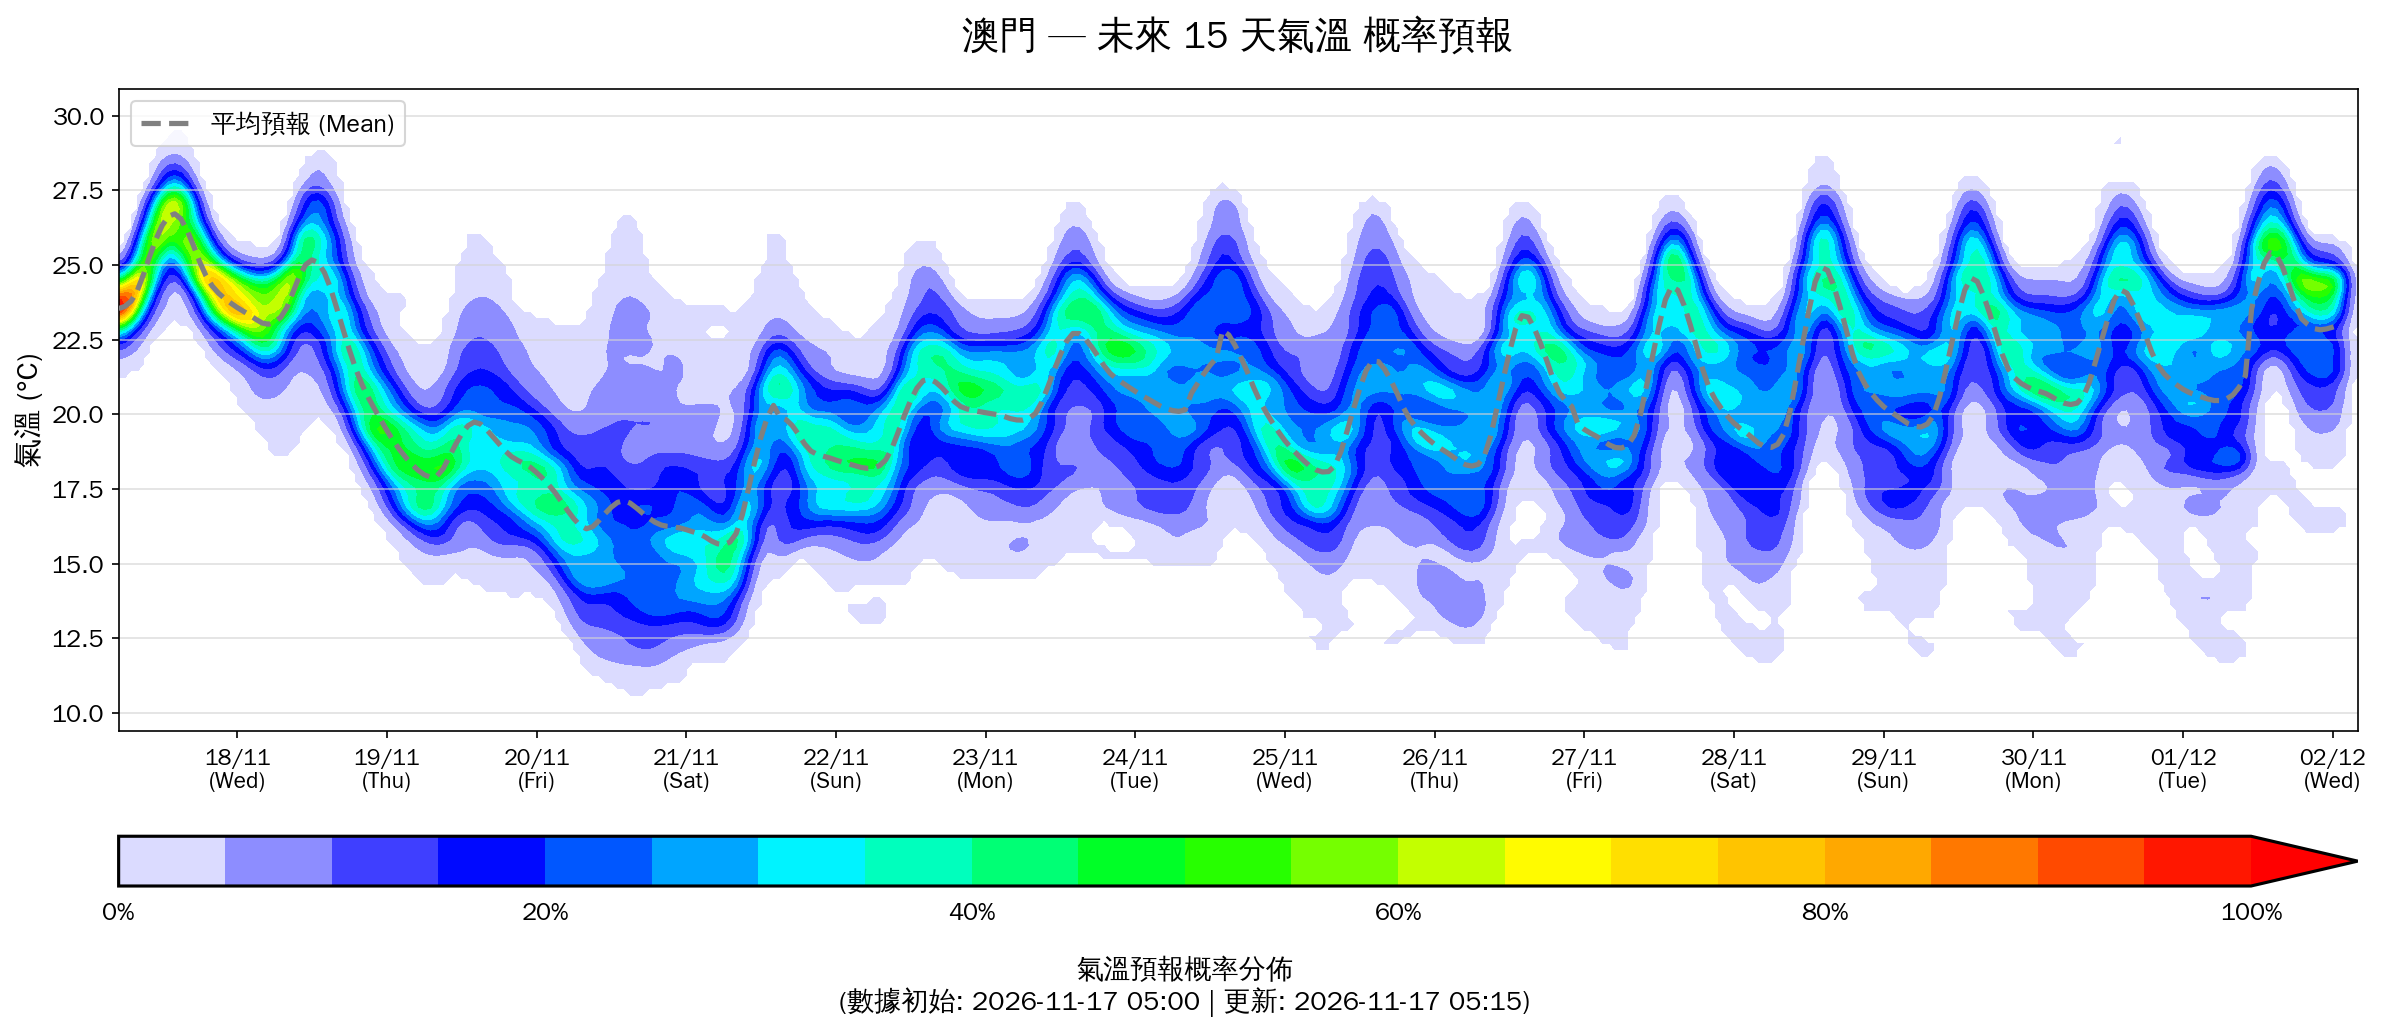 澳門 — 未來 15 天氣溫 概率預報
平均預報 (Mean)
氣溫 (°C)
30.0
27.5
25.0
22.5
20.0
17.5
15.0
12.5
10.0
18/11 19/11 20/11 21/11 22/11 23/11 24/11 25/11 26/11 27/11 28/11 29/11 30/11 01/12 02/12
(Wed) (Thu) (Fri) (Sat) (Sun) (Mon) (Tue) (Wed) (Thu) (Fri) (Sat) (Sun) (Mon) (Tue) (Wed)
0% 20% 40% 60% 80% 100%
氣溫預報概率分佈
(數據初始: 2026-11-17 05:00 | 更新: 2026-11-17 05:15)